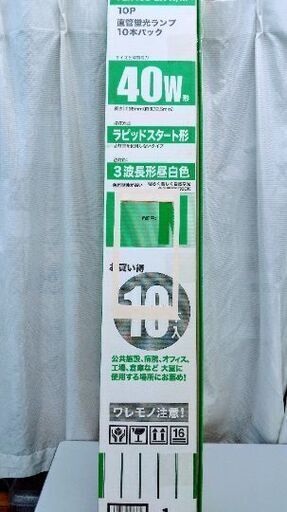 10P
直管蛍光ランプ
10本パック
40W形
ラピッドスタート形
3波長形昼白色
お買い得
10
入
公共施設、病院、オフィス、
工場、倉庫など 大量に
使用する場所にお薦め!
ワレモノ注意!
16